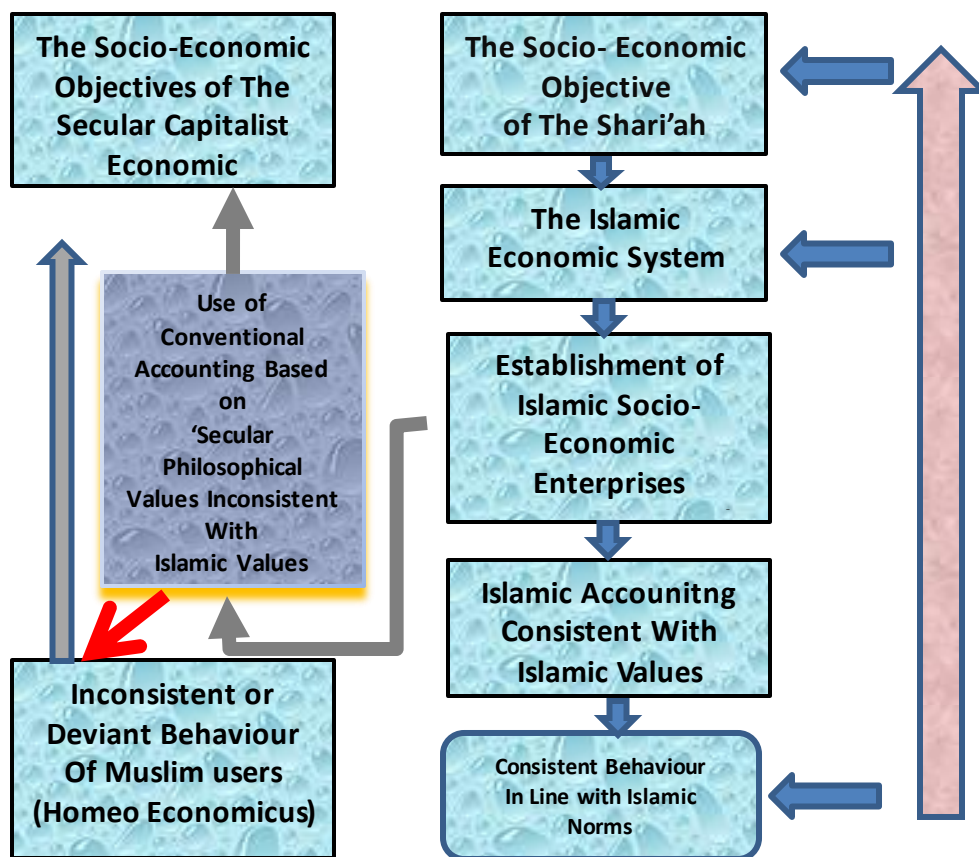 The Socio-Economic
Objectives of The
Secular Capitalist
Economic
The Socio- Economic
Objective
of The Shari’ah
The Islamic
Economic System
Use of
Conventional
Accounting Based
on
‘Secular
Philosophical
Values Inconsistent
With
Islamic Values
Establishment of
Islamic Socio-
Economic
Enterprises
Islamic Accounitng
Consistent With
Islamic Values
Inconsistent or
Deviant Behaviour
Of Muslim users
(Homeo Economicus)
Consistent Behaviour
In Line with Islamic
Norms